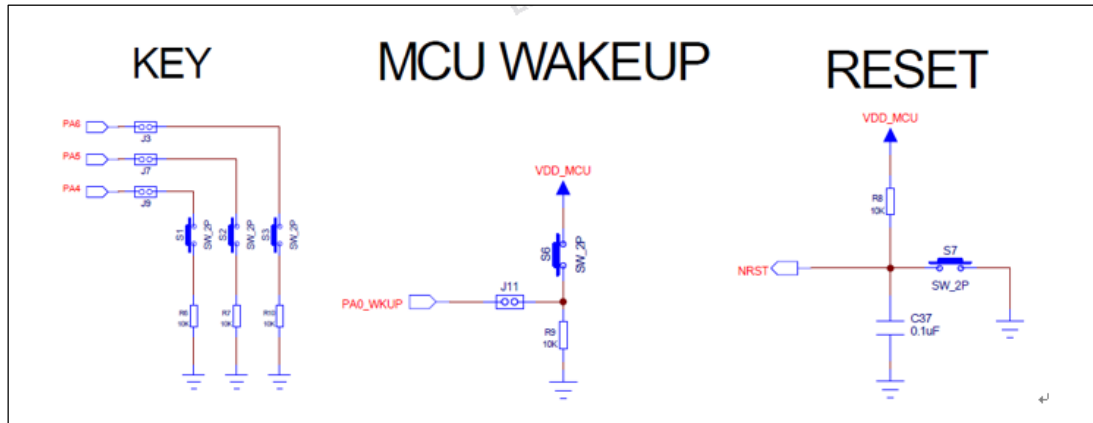 KEY
PA6
J3
PA5
J7
PA4
J9
S1
SW_2P
S2
SW_2P
S3
SW_2P
R6
10K
R7
10K
R10
10K
MCU WAKEUP
VDD_MCU
S6
SW_2P
PA0_WKUP
J11
R9
10K
RESET
VDD_MCU
R8
10K
NRST
S7
SW_2P
C37
0.1uF